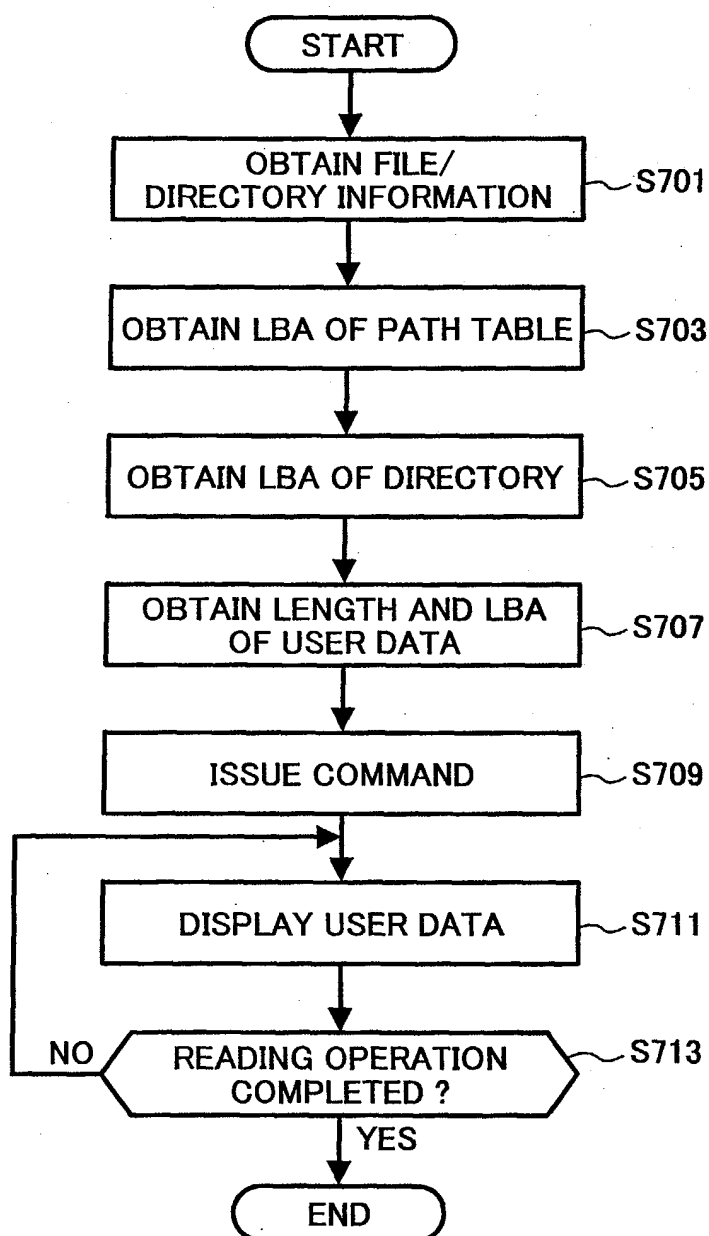 START
OBTAIN FILE/
DIRECTORY INFORMATION
S701
OBTAIN LBA OF PATH TABLE
S703
OBTAIN LBA OF DIRECTORY
S705
OBTAIN LENGTH AND LBA
OF USER DATA
S707
ISSUE COMMAND
S709
DISPLAY USER DATA
S711
NO
READING OPERATION
COMPLETED ?
S713
YES
END